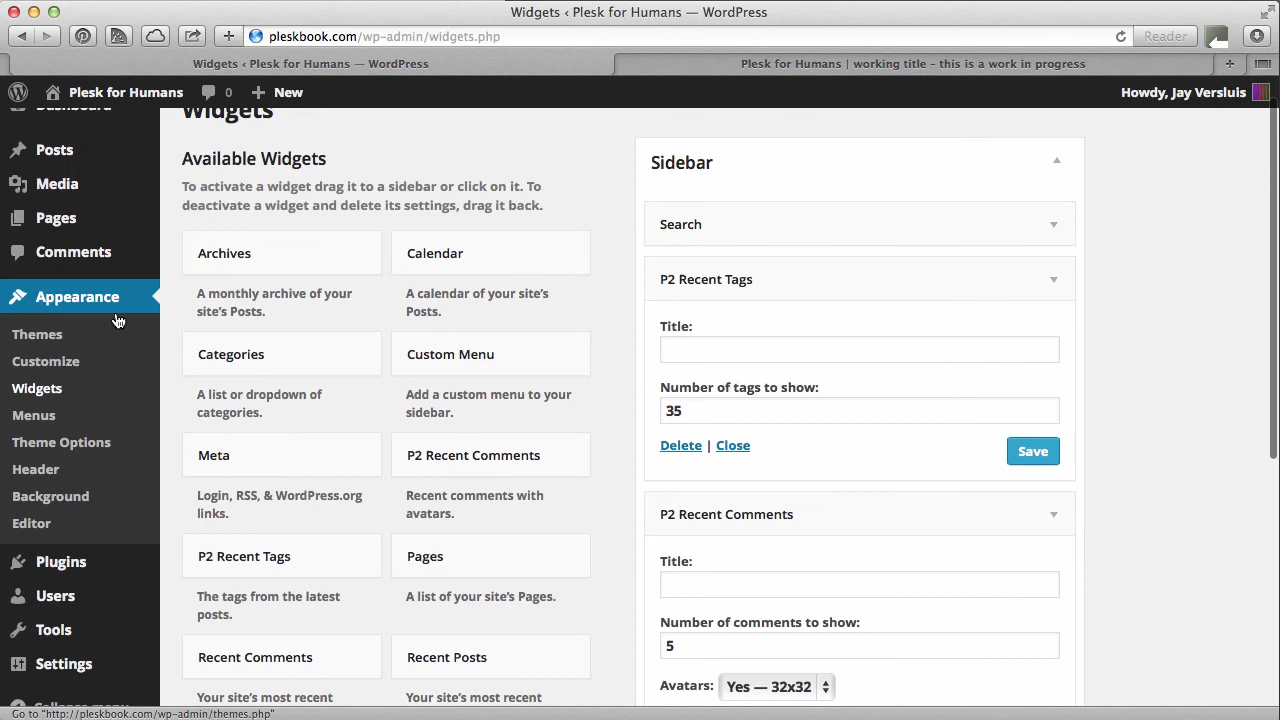 Widgets ‹ Plesk for Humans — WordPress
pleskbook.com/wp-admin/widgets.php
Reader
Widgets ‹ Plesk for Humans — WordPress
Plesk for Humans | working title – this is a work in progress
Plesk for Humans
0
New
Howdy, Jay Versluis
Dashboard
Posts
Media
Pages
Comments
Appearance
Themes
Customize
Widgets
Menus
Theme Options
Header
Background
Editor
Plugins
Users
Tools
Settings
Collapse menu
Widgets
Available Widgets
To activate a widget drag it to a sidebar or click on it. To
deactivate a widget and delete its settings, drag it back.
Archives
A monthly archive of your
site’s Posts.
Calendar
A calendar of your site’s
Posts.
Categories
A list or dropdown of
categories.
Custom Menu
Add a custom menu to your
sidebar.
Meta
Login, RSS, & WordPress.org
links.
P2 Recent Comments
Recent comments with
avatars.
P2 Recent Tags
The tags from the latest
posts.
Pages
A list of your site’s Pages.
Recent Comments
Your site’s most recent
Recent Posts
Your site’s most recent
Sidebar
Search
P2 Recent Tags
Title:
Number of tags to show:
35
Delete | Close
Save
P2 Recent Comments
Title:
Number of comments to show:
5
Avatars: Yes — 32x32
Go to "http://pleskbook.com/wp-admin/themes.php"